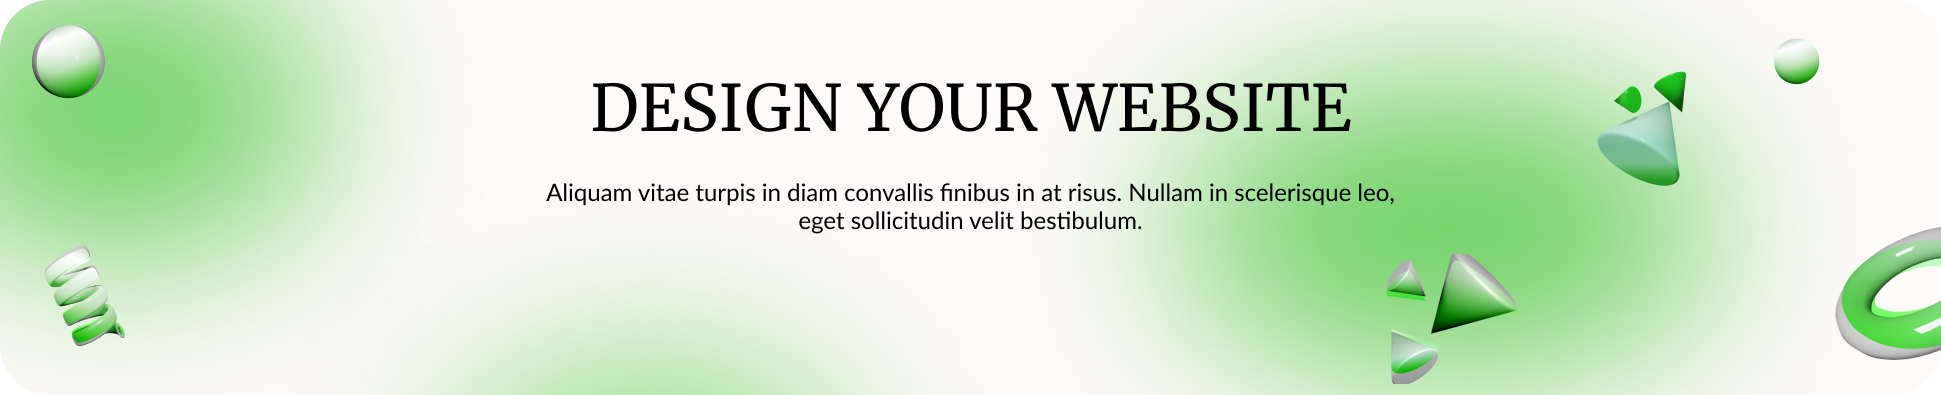 DESIGN YOUR WEBSITE
Aliquam vitae turpis in diam convallis finibus in at risus. Nullam in scelerisque leo,
eget sollicitudin velit bestibulum.